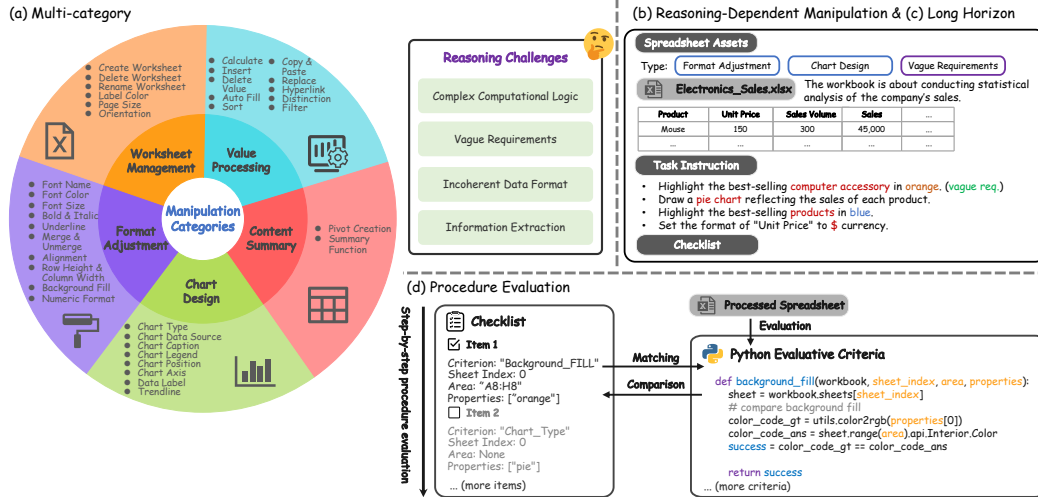 (a) Multi-category
Create Worksheet
Delete Worksheet
Rename Worksheet
Label Color
Page Size
Orientation
Calculate
Insert
Delete
Value
Auto Fill
Sort
Copy &
Paste
Replace
Hyperlink
Distinction
Filter
Worksheet
Management
Value
Processing
Font Name
Font Color
Font Size
Bold & Italic
Underline
Merge &
Unmerge
Alignment
Row Height &
Column Width
Background Fill
Numeric Format
Format
Adjustment
Manipulation
Categories
Content
Summary
Pivot Creation
Summary
Function
Chart
Design
Chart Type
Chart Data Source
Chart Caption
Chart Legend
Chart Position
Chart Axis
Data Label
Trendline
Reasoning Challenges
Complex Computational Logic
Vague Requirements
Incoherent Data Format
Information Extraction
(b) Reasoning-Dependent Manipulation & (c) Long Horizon
Spreadsheet Assets
Type: Format Adjustment Chart Design Vague Requirements
Electronics_Sales.xlsx
The workbook is about conducting statistical
analysis of the company's sales.
Product Unit Price Sales Volume Sales ...
Mouse 150 300 45,000 ...
... ... ... ... ...
Task Instruction
Highlight the best-selling computer accessory in orange. (vague req.)
Draw a pie chart reflecting the sales of each product.
Highlight the best-selling products in blue.
Set the format of "Unit Price" to $ currency.
Checklist
(d) Procedure Evaluation
Step-by-step procedure evaluation
Checklist
Item 1
Criterion: "Background_FILL"
Sheet Index: 0
Area: "A8:H8"
Properties: ["orange"]
Item 2
Criterion: "Chart_Type"
Sheet Index: 0
Area: None
Properties: ["pie"]
... (more items)
Matching
Comparison
Processed Spreadsheet
Evaluation
Python Evaluative Criteria
def background_fill(workbook, sheet_index, area, properties):
sheet = workbook.sheets[sheet_index]
# compare background fill
color_code_gt = utils.color2rgb(properties[0])
color_code_ans = sheet.range(area).api.Interior.Color
success = color_code_gt == color_code_ans
return success
... (more criteria)